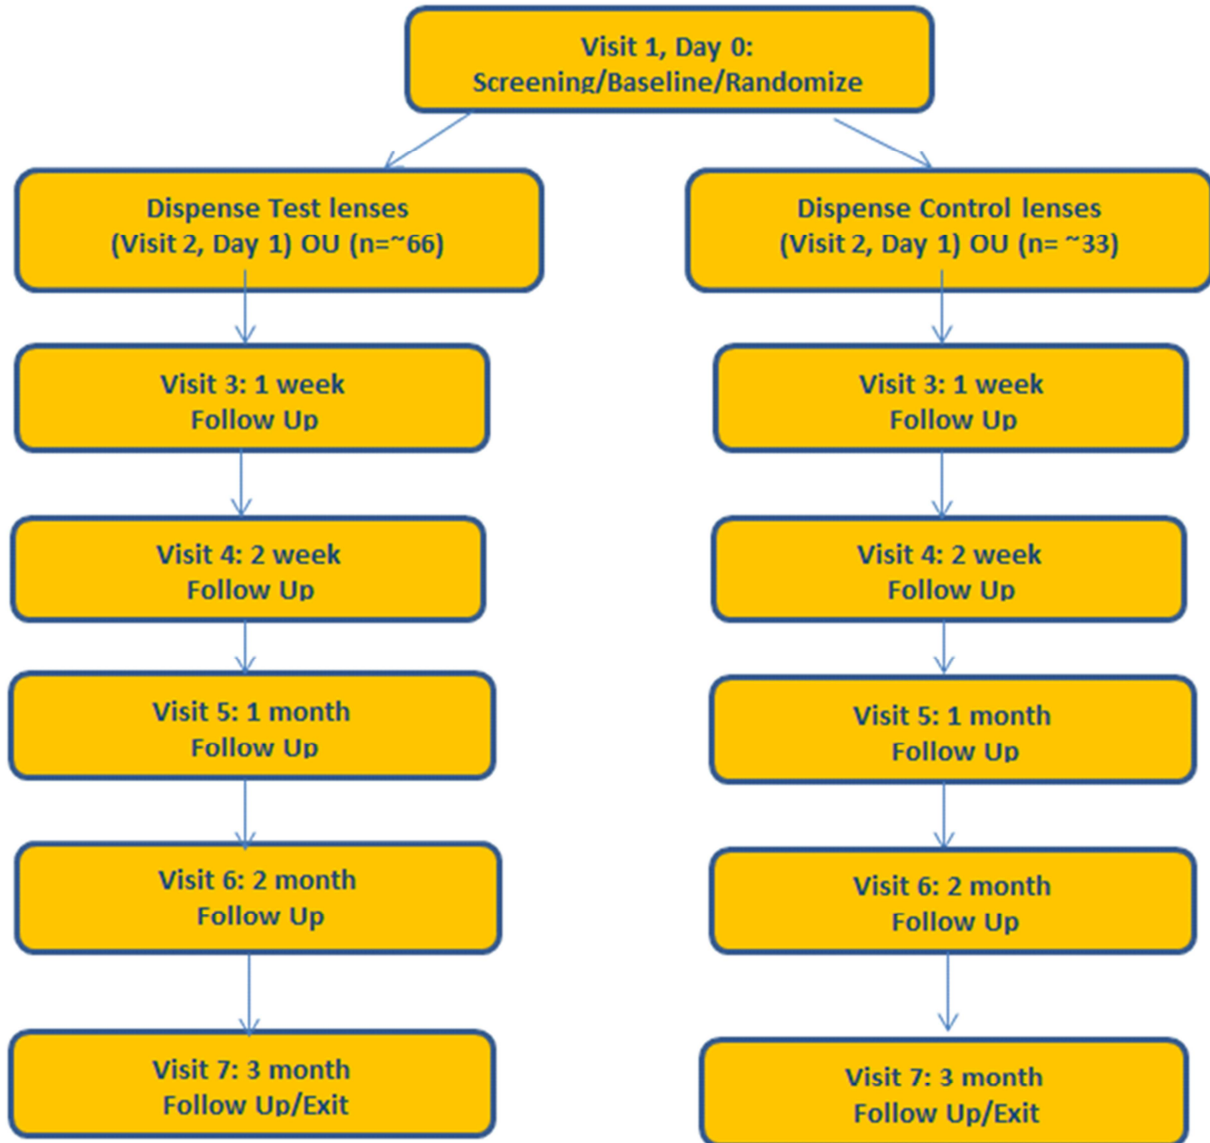 Visit 1, Day 0:
Screening/Baseline/Randomize
Dispense Test lenses
(Visit 2, Day 1) OU (n=~66)
Visit 3: 1 week
Follow Up
Visit 4: 2 week
Follow Up
Visit 5: 1 month
Follow Up
Visit 6: 2 month
Follow Up
Visit 7: 3 month
Follow Up/Exit
Dispense Control lenses
(Visit 2, Day 1) OU (n= ~33)
Visit 3: 1 week
Follow Up
Visit 4: 2 week
Follow Up
Visit 5: 1 month
Follow Up
Visit 6: 2 month
Follow Up
Visit 7: 3 month
Follow Up/Exit